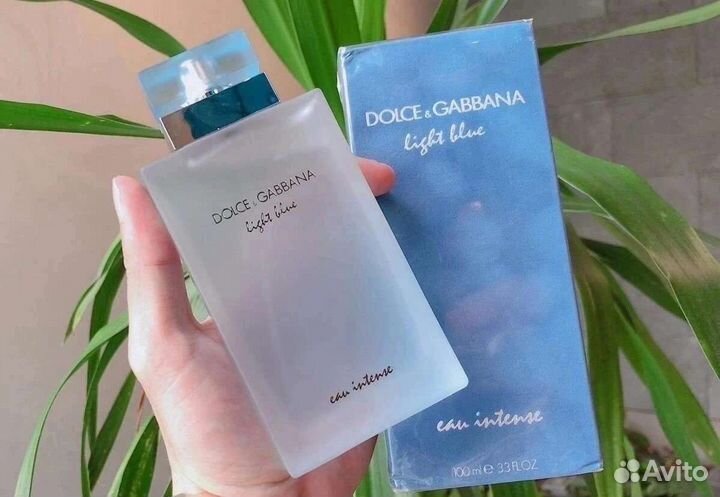 DOLCE & GABBANA
light blue
eau intense
DOLCE & GABBANA
light blue
eau intense
100 ml e 3.3 FL.OZ
Avito